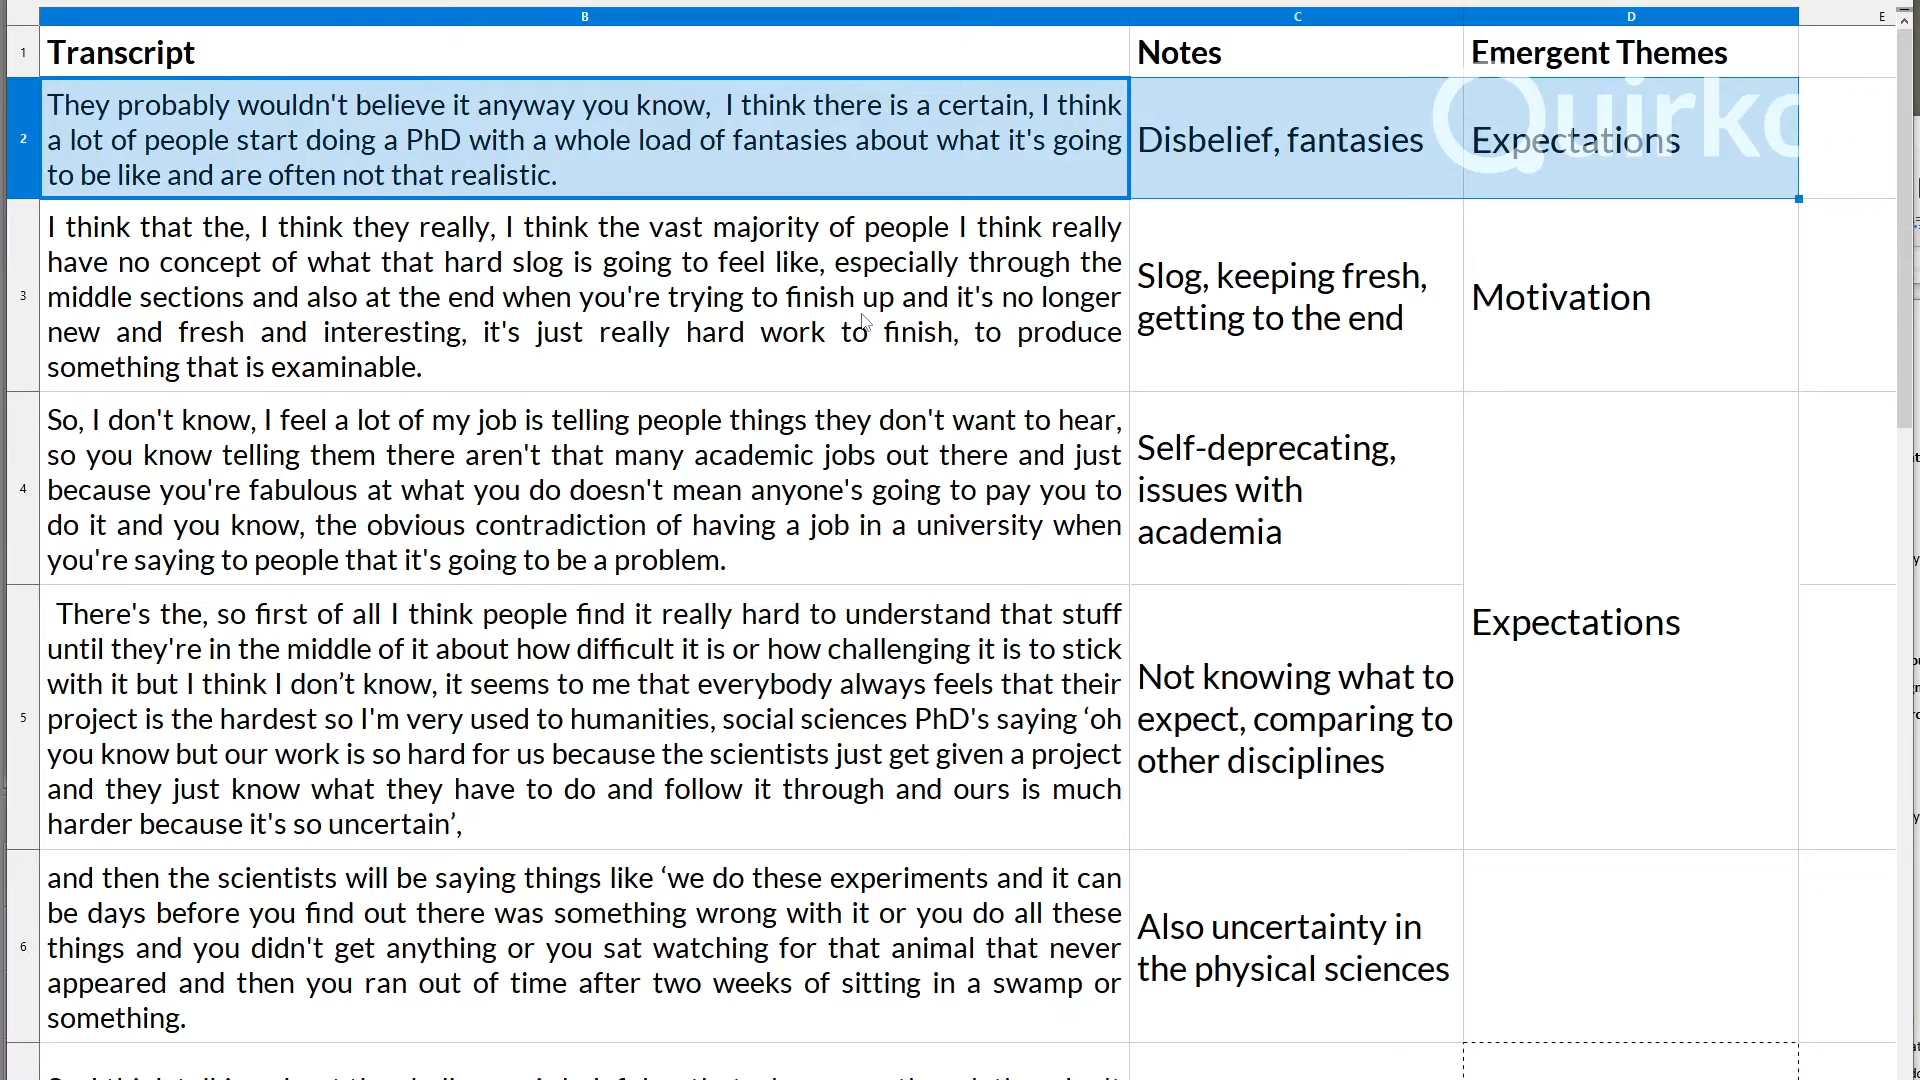 B
C
D
E
1
Transcript
Notes
Emergent Themes
Quirko
2
They probably wouldn't believe it anyway you know,  I think there is a certain, I think
a lot of people start doing a PhD with a whole load of fantasies about what it's going
to be like and are often not that realistic.
Disbelief, fantasies
Expectations
3
I think that the, I think they really, I think the vast majority of people I think really
have no concept of what that hard slog is going to feel like, especially through the
middle sections and also at the end when you're trying to finish up and it's no longer
new and fresh and interesting, it's just really hard work to finish, to produce
something that is examinable.
Slog, keeping fresh,
getting to the end
Motivation
4
So, I don't know, I feel a lot of my job is telling people things they don't want to hear,
so you know telling them there aren't that many academic jobs out there and just
because you're fabulous at what you do doesn't mean anyone's going to pay you to
do it and you know, the obvious contradiction of having a job in a university when
you're saying to people that it's going to be a problem.
Self-deprecating,
issues with
academia
Expectations
5
There's the, so first of all I think people find it really hard to understand that stuff
until they're in the middle of it about how difficult it is or how challenging it is to stick
with it but I think I don’t know, it seems to me that everybody always feels that their
project is the hardest so I'm very used to humanities, social sciences PhD's saying ‘oh
you know but our work is so hard for us because the scientists just get given a project
and they just know what they have to do and follow it through and ours is much
harder because it's so uncertain’,
Not knowing what to
expect, comparing to
other disciplines
6
and then the scientists will be saying things like ‘we do these experiments and it can
be days before you find out there was something wrong with it or you do all these
things and you didn't get anything or you sat watching for that animal that never
appeared and then you ran out of time after two weeks of sitting in a swamp or
something.
Also uncertainty in
the physical sciences